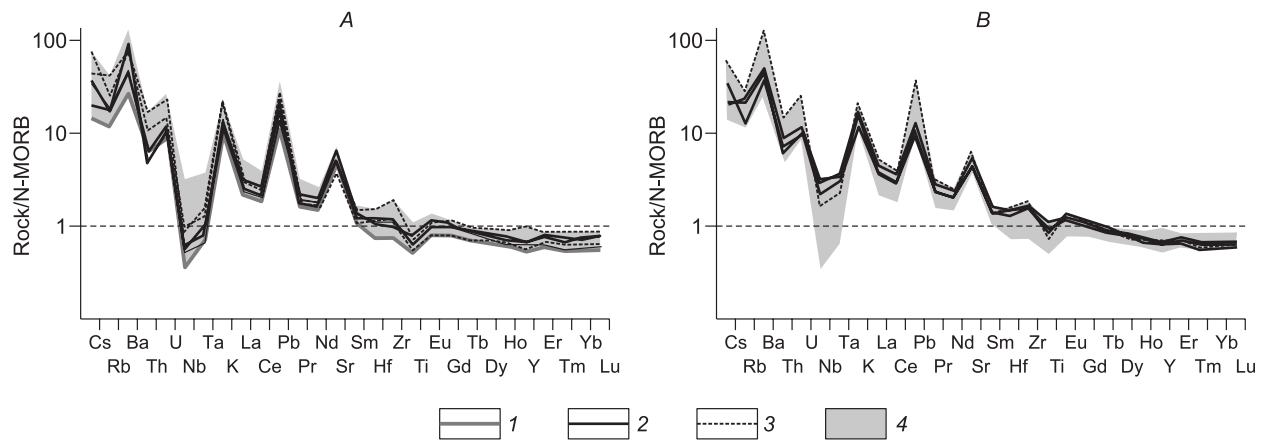 A
B
Rock/N-MORB
100
10
1
Cs Ba U Ta La Pb Nd Sm Zr Eu Tb Ho Er Yb
Rb Th Nb K Ce Pr Sr Hf Ti Gd Dy Y Tm Lu
Rock/N-MORB
100
10
1
Cs Ba U Ta La Pb Nd Sm Zr Eu Tb Ho Er Yb
Rb Th Nb K Ce Pr Sr Hf Ti Gd Dy Y Tm Lu
1 2 3 4